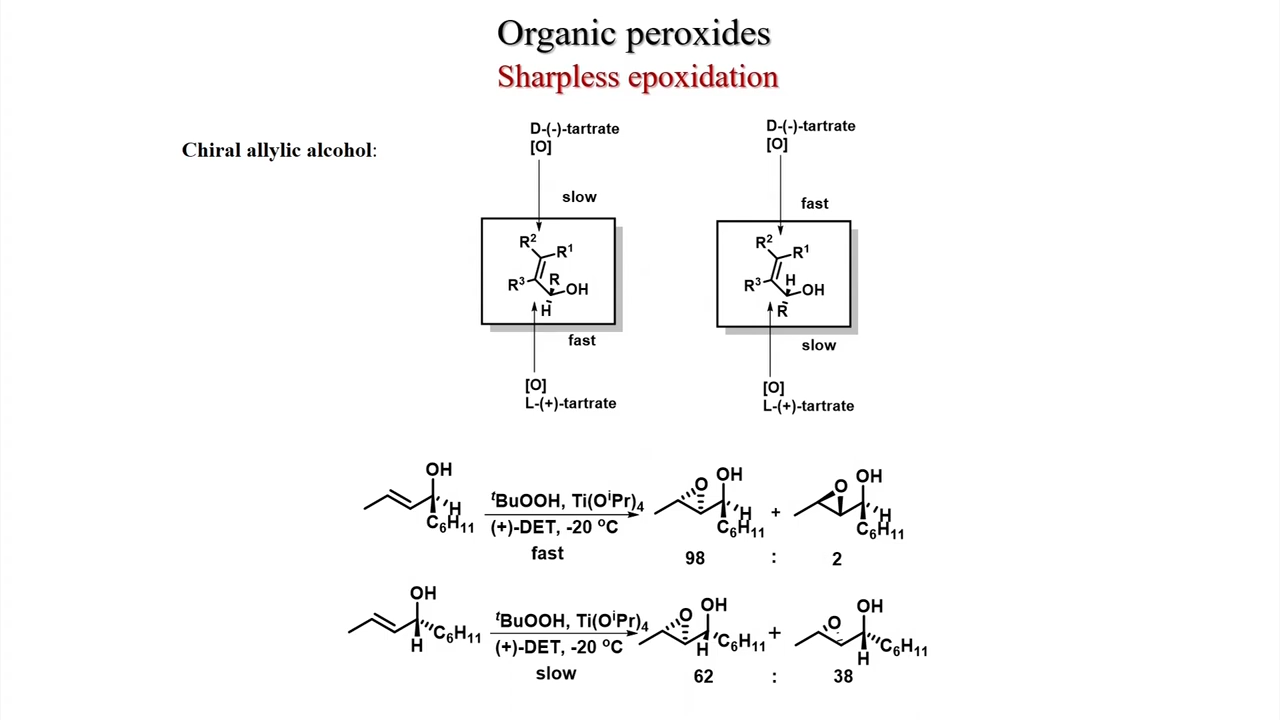 Organic peroxides
Sharpless epoxidation
Chiral allylic alcohol:
D-(-)-tartrate
[O]
slow
R² R¹
R³ R OH
H
fast
[O]
L-(+)-tartrate
D-(-)-tartrate
[O]
fast
R² R¹
R³ H OH
R
slow
[O]
L-(+)-tartrate
OH
H
C₆H₁₁
ᵗBuOOH, Ti(OⁱPr)₄
(+)-DET, -20 ºC
fast
O OH
H
C₆H₁₁
+
O OH
H
C₆H₁₁
98 : 2
OH
C₆H₁₁
H
ᵗBuOOH, Ti(OⁱPr)₄
(+)-DET, -20 ºC
slow
O OH
H C₆H₁₁
+
O OH
C₆H₁₁
H
62 : 38